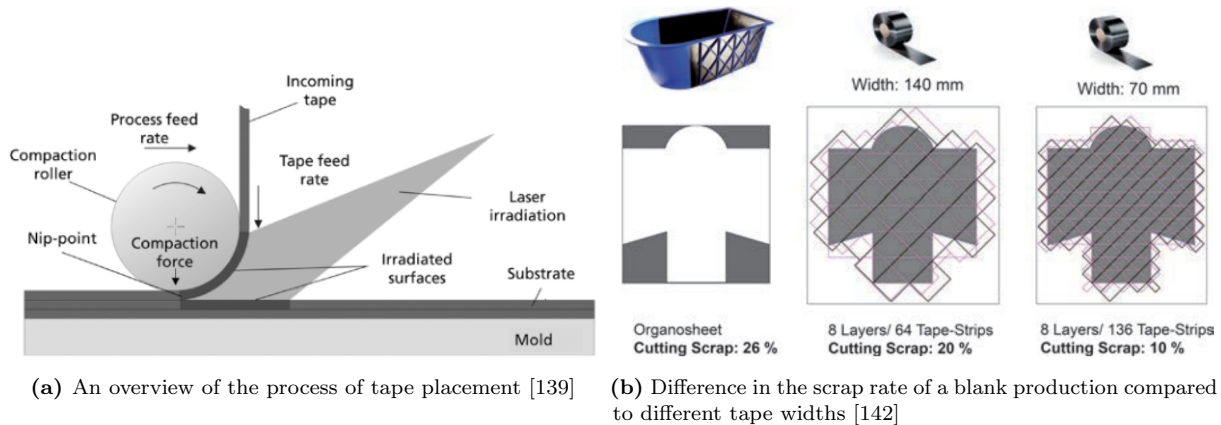 Incoming
tape
Process feed
rate
Compaction
roller
Tape feed
rate
Laser
irradiation
Nip-point
Compaction
force
Irradiated
surfaces
Substrate
Mold
(a) An overview of the process of tape placement [139]
Width: 140 mm
Width: 70 mm
Organosheet
Cutting Scrap: 26 %
8 Layers/ 64 Tape-Strips
Cutting Scrap: 20 %
8 Layers/ 136 Tape-Strips
Cutting Scrap: 10 %
(b) Difference in the scrap rate of a blank production compared
to different tape widths [142]